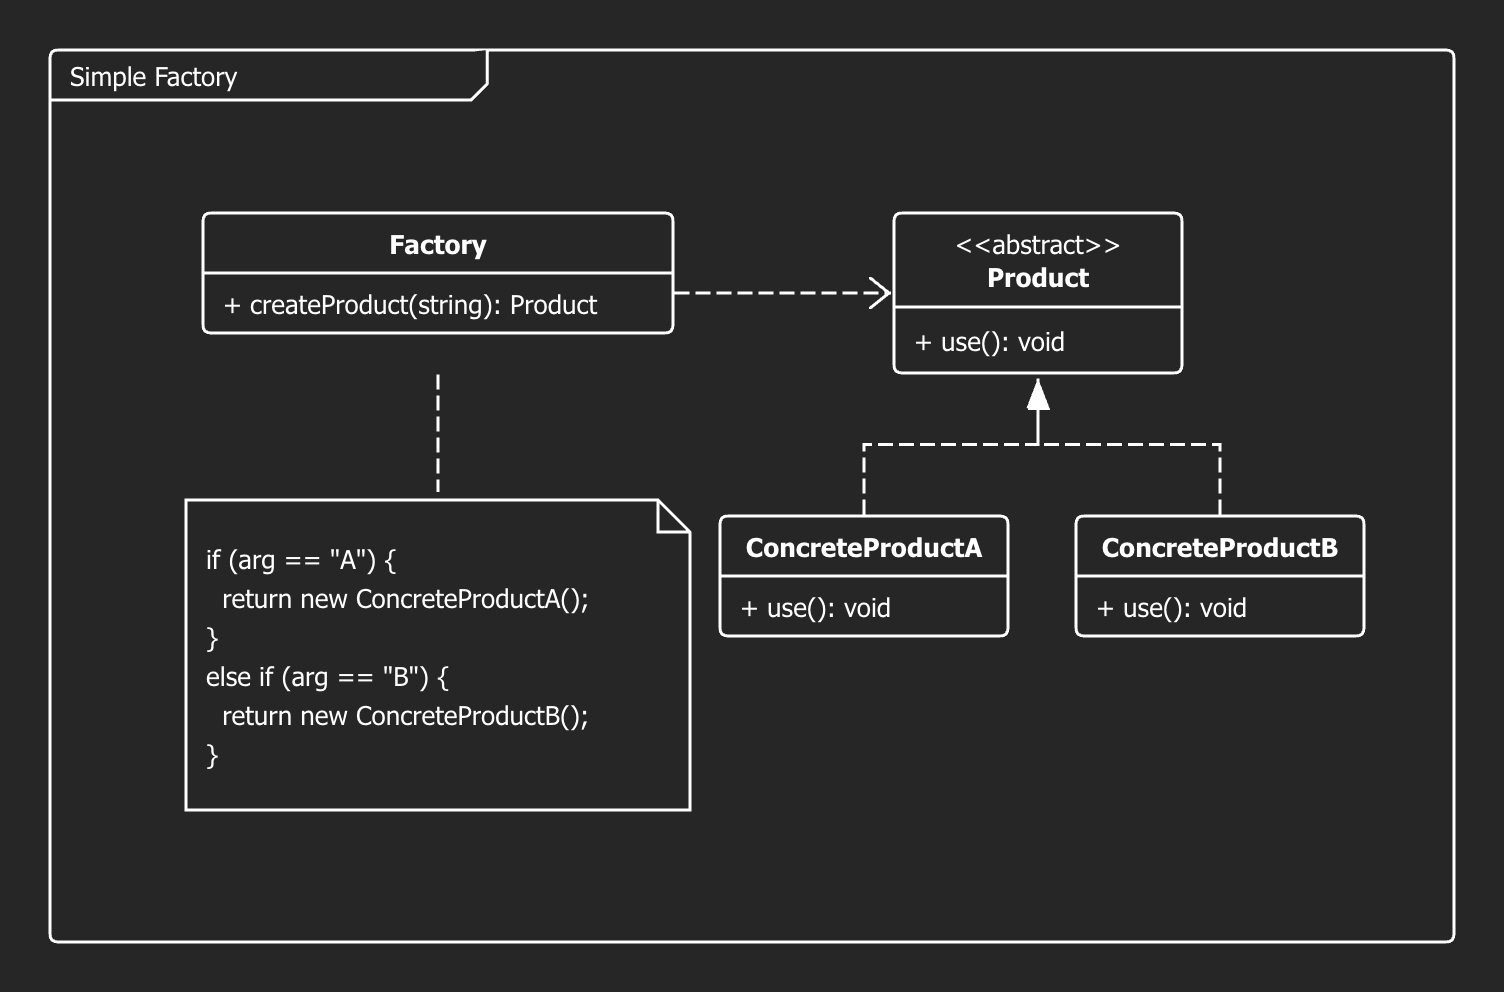 Simple Factory
Factory
+ createProduct(string): Product
<<abstract>>
Product
+ use(): void
if (arg == "A") {
  return new ConcreteProductA();
}
else if (arg == "B") {
  return new ConcreteProductB();
}
ConcreteProductA
+ use(): void
ConcreteProductB
+ use(): void